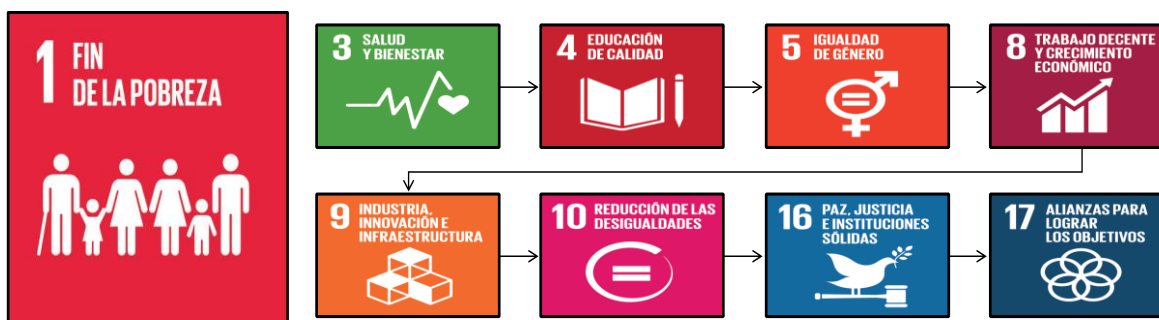 1 FIN
DE LA POBREZA
3 SALUD
Y BIENESTAR
4 EDUCACIÓN
DE CALIDAD
5 IGUALDAD
DE GÉNERO
8 TRABAJO DECENTE
Y CRECIMIENTO
ECONÓMICO
9 INDUSTRIA,
INNOVACIÓN E
INFRAESTRUCTURA
10 REDUCCIÓN DE LAS
DESIGUALDADES
16 PAZ, JUSTICIA
E INSTITUCIONES
SÓLIDAS
17 ALIANZAS PARA
LOGRAR
LOS OBJETIVOS